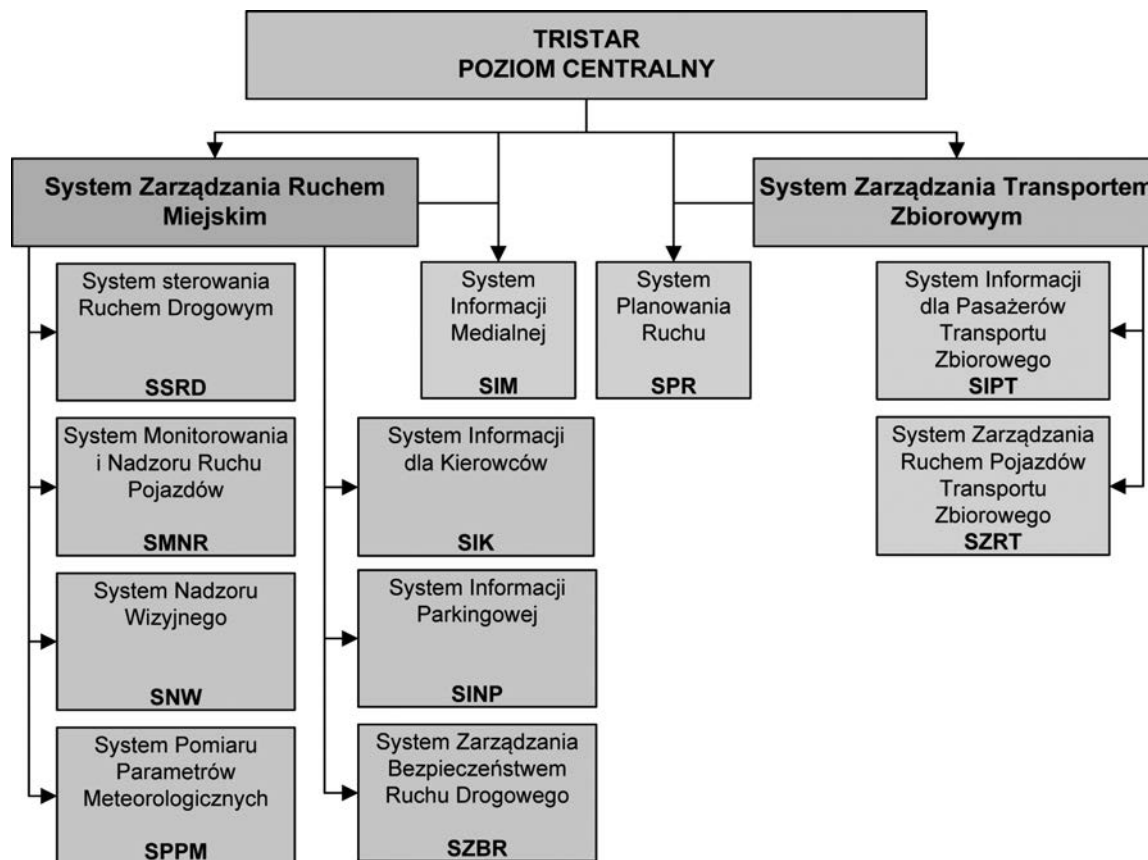 TRISTAR
POZIOM CENTRALNY
System Zarządzania Ruchem
Miejskim
System Zarządzania Transportem
Zbiorowym
System sterowania
Ruchem Drogowym
SSRD
System
Informacji
Medialnej
SIM
System
Planowania
Ruchu
SPR
System Informacji
dla Pasażerów
Transportu
Zbiorowego
SIPT
System Monitorowania
i Nadzoru Ruchu
Pojazdów
SMNR
System Informacji
dla Kierowców
SIK
System Zarządzania
Ruchem Pojazdów
Transportu
Zbiorowego
SZRT
System Nadzoru
Wizyjnego
SNW
System Informacji
Parkingowej
SINP
System Pomiaru
Parametrów
Meteorologicznych
SPPM
System Zarządzania
Bezpieczeństwem
Ruchu Drogowego
SZBR